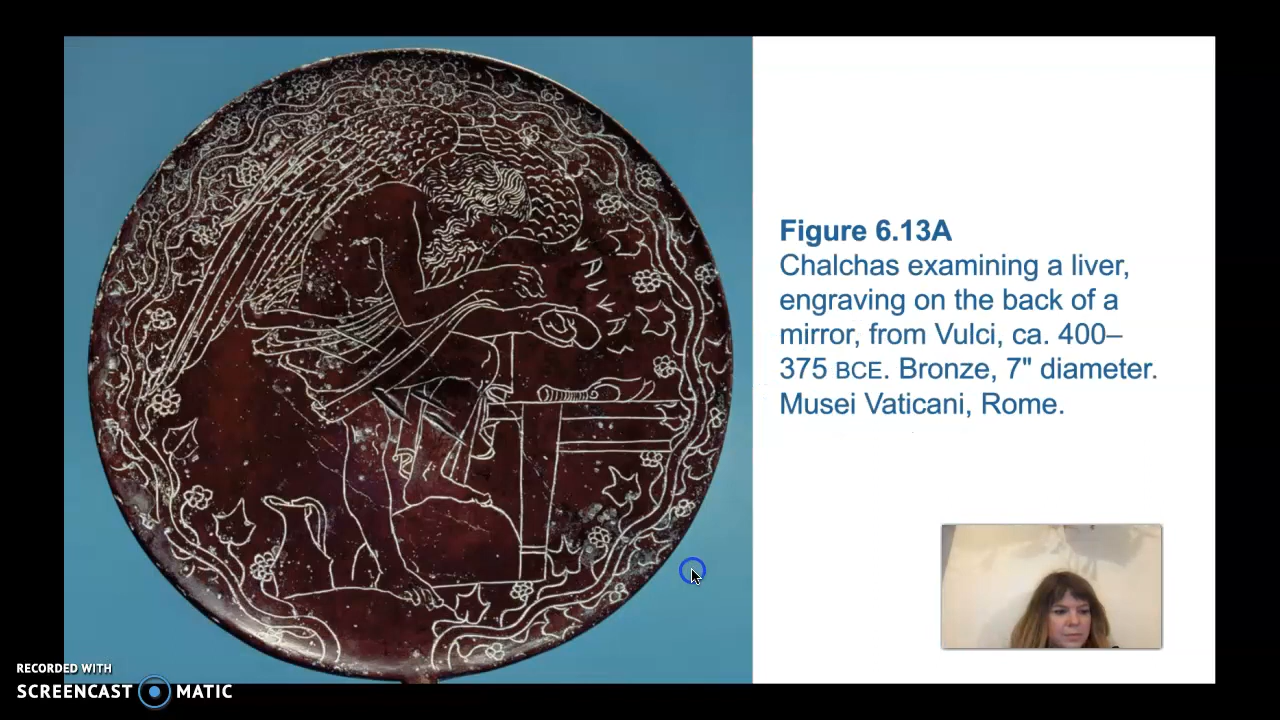 Figure 6.13A
Chalchas examining a liver,
engraving on the back of a
mirror, from Vulci, ca. 400–
375 BCE. Bronze, 7" diameter.
Musei Vaticani, Rome.
RECORDED WITH
SCREENCAST MATIC